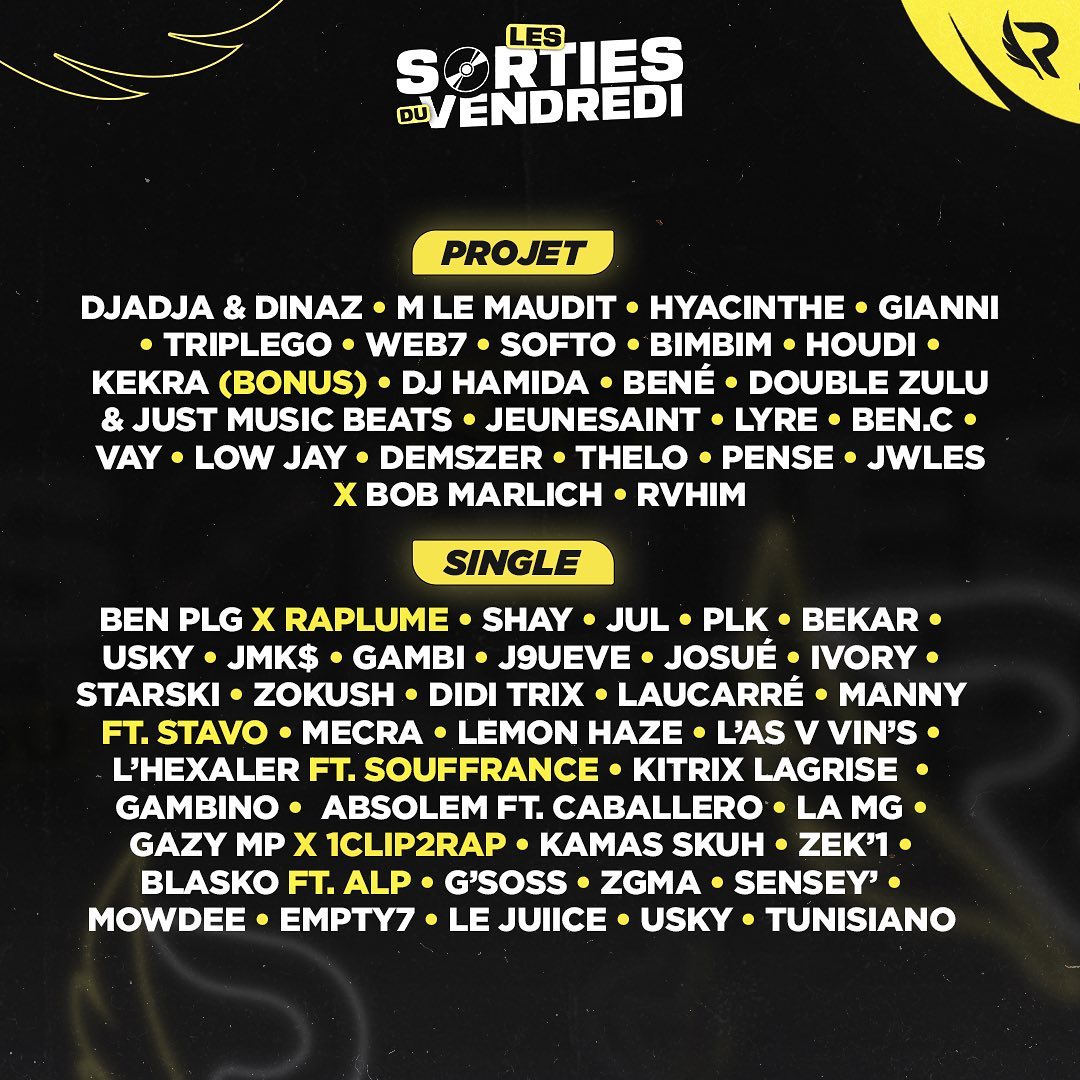 LES
SORTIES
DU VENDREDI
PROJET
DJADJA & DINAZ • M LE MAUDIT • HYACINTHE • GIANNI
• TRIPLEGO • WEB7 • SOFTO • BIMBIM • HOUDI •
KEKRA (BONUS) • DJ HAMIDA • BENÉ • DOUBLE ZULU
& JUST MUSIC BEATS • JEUNESAINT • LYRE • BEN.C •
VAY • LOW JAY • DEMSZER • THELO • PENSE • JWLES
X BOB MARLICH • RVHIM
SINGLE
BEN PLG X RAPLUME • SHAY • JUL • PLK • BEKAR •
USKY • JMK$ • GAMBI • J9UEVE • JOSUÉ • IVORY •
STARSKI • ZOKUSH • DIDI TRIX • LAUCARRÉ • MANNY
FT. STAVO • MECRA • LEMON HAZE • L'AS V VIN'S •
L'HEXALER FT. SOUFFRANCE • KITRIX LAGRISE •
GAMBINO • ABSOLEM FT. CABALLERO • LA MG •
GAZY MP X 1CLIP2RAP • KAMAS SKUH • ZEK'1 •
BLASKO FT. ALP • G'SOSS • ZGMA • SENSEY' •
MOWDEE • EMPTY7 • LE JUIICE • USKY • TUNISIANO